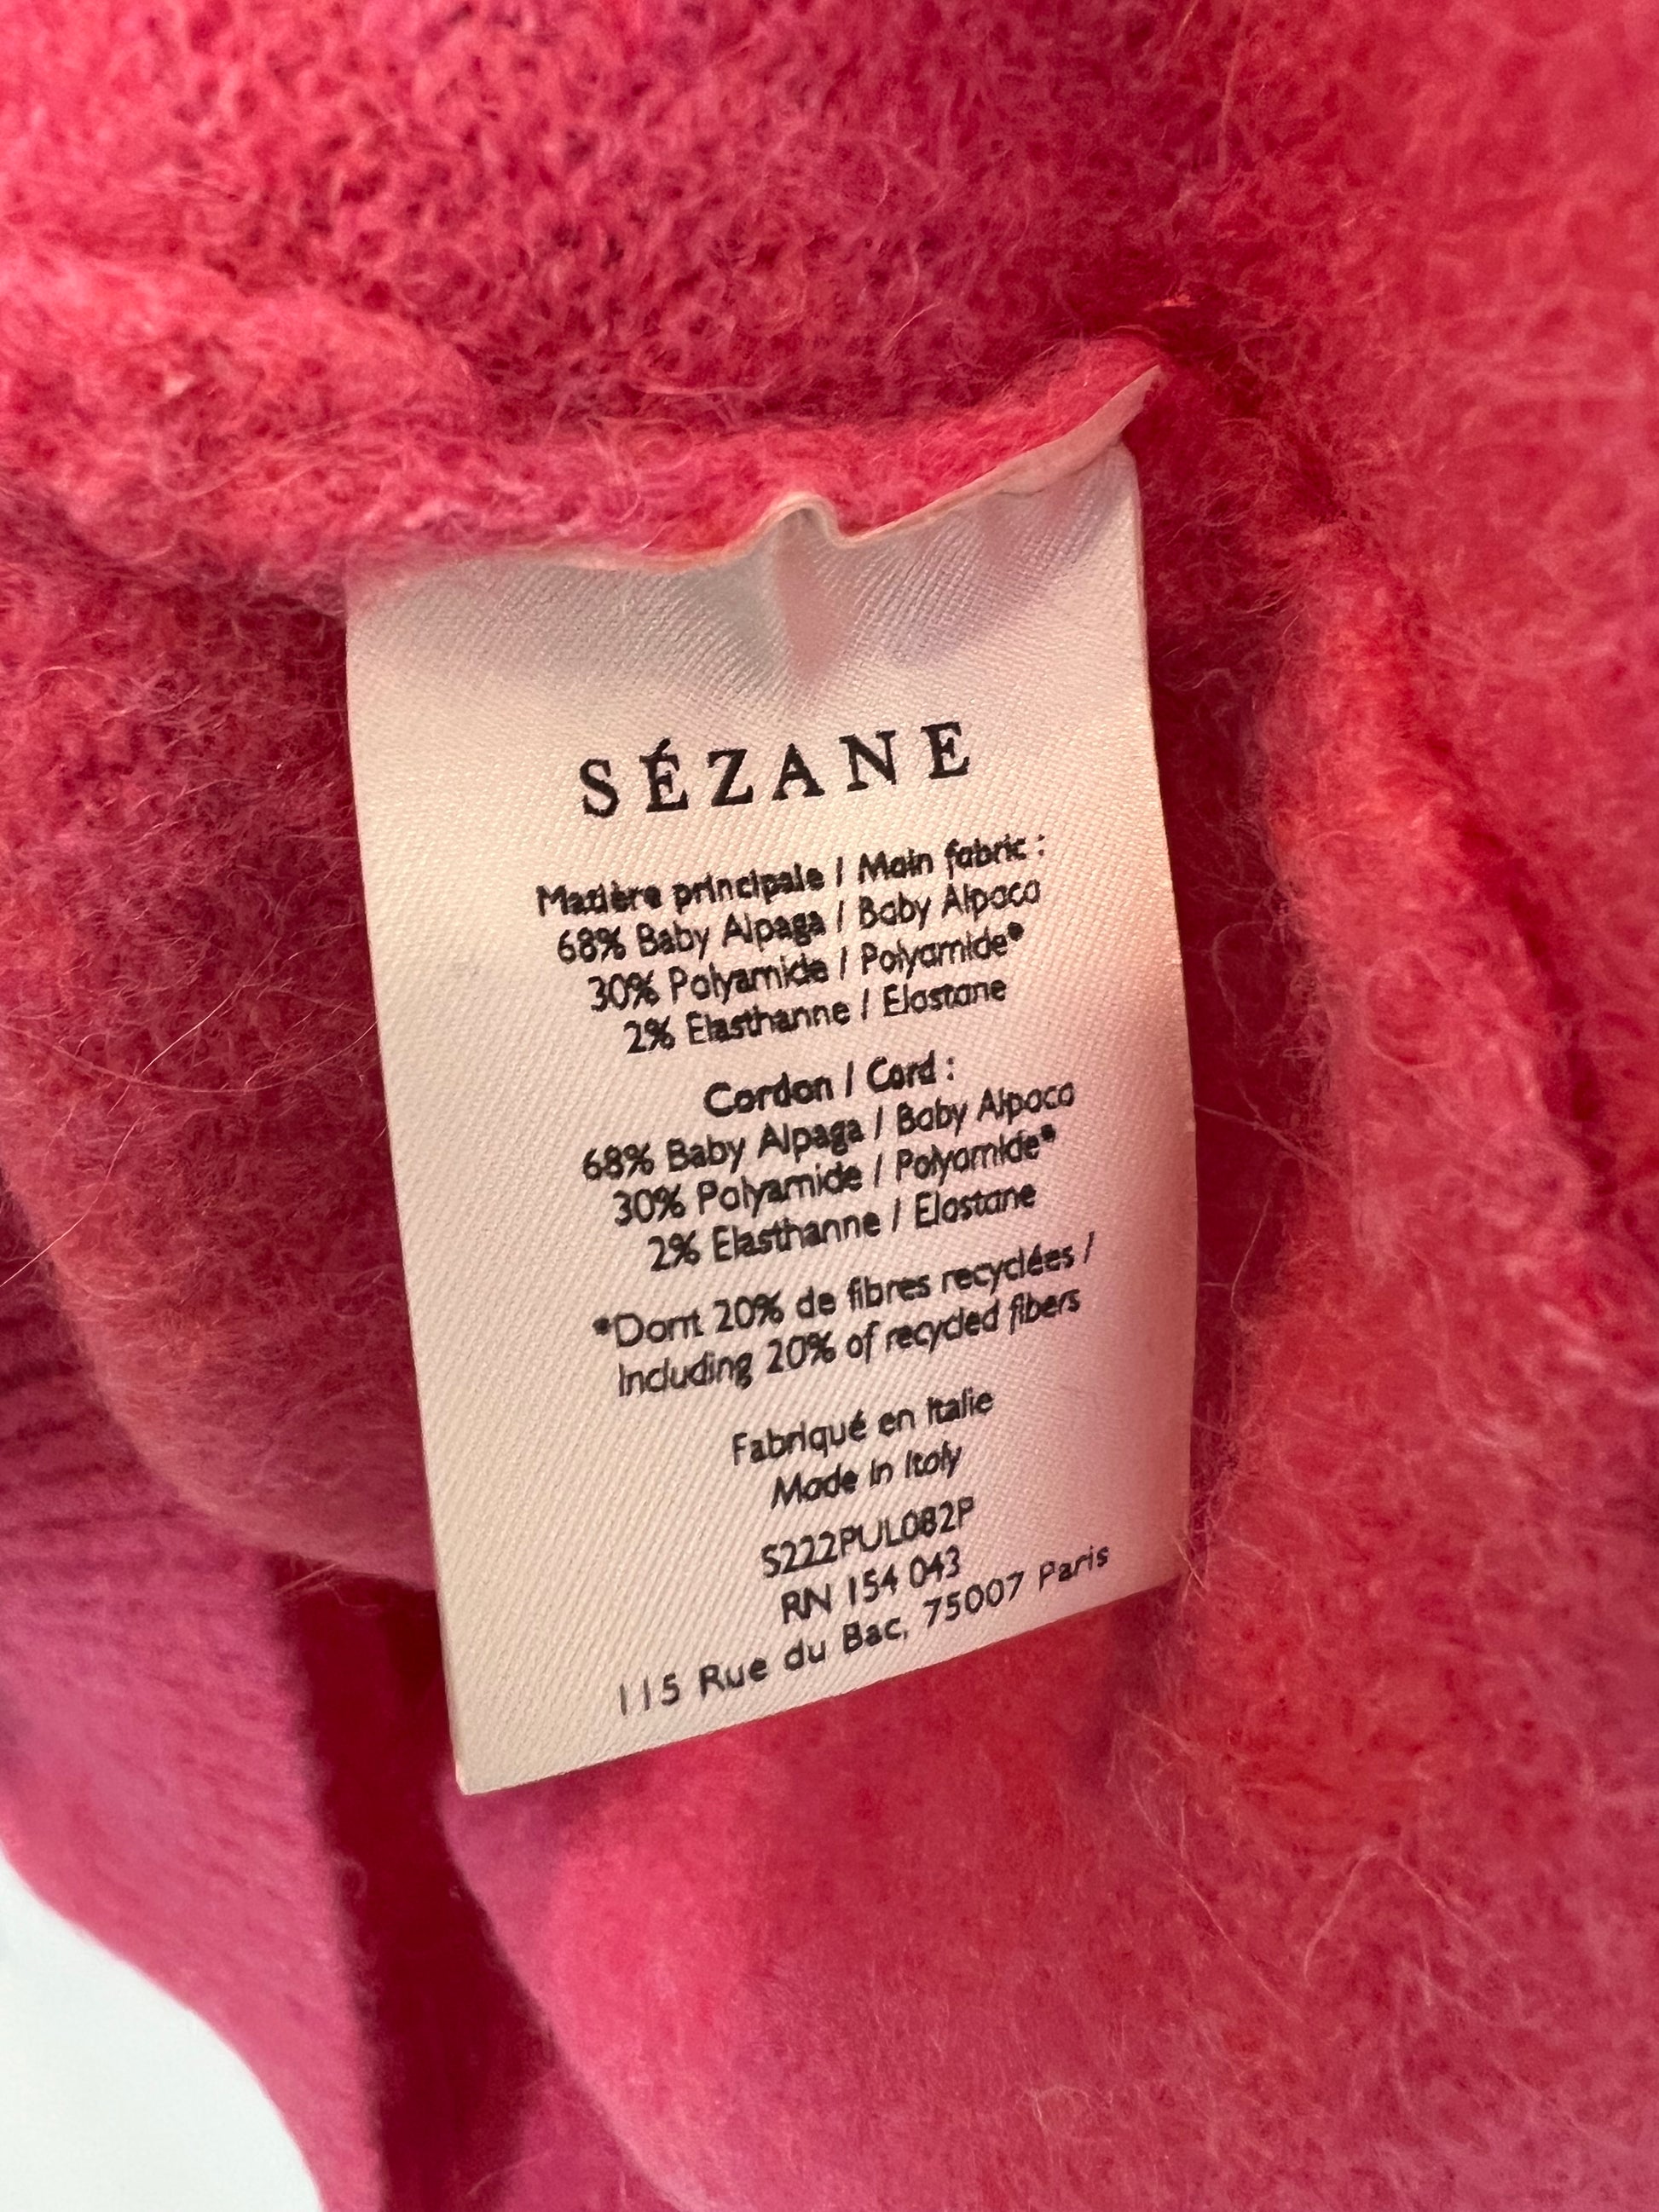 SÉZANE
Matière principale / Main fabric :
68% Baby Alpaga / Baby Alpaca
30% Polyamide / Polyamide*
2% Elasthanne / Elastane
Cordon / Cord :
68% Baby Alpaga / Baby Alpaca
30% Polyamide / Polyamide*
2% Elasthanne / Elastane
*Dont 20% de fibres recyclées /
Including 20% of recycled fibers
Fabriqué en Italie
Made in Italy
S222PUL082P
RN 154 043
115 Rue du Bac, 75007 Paris